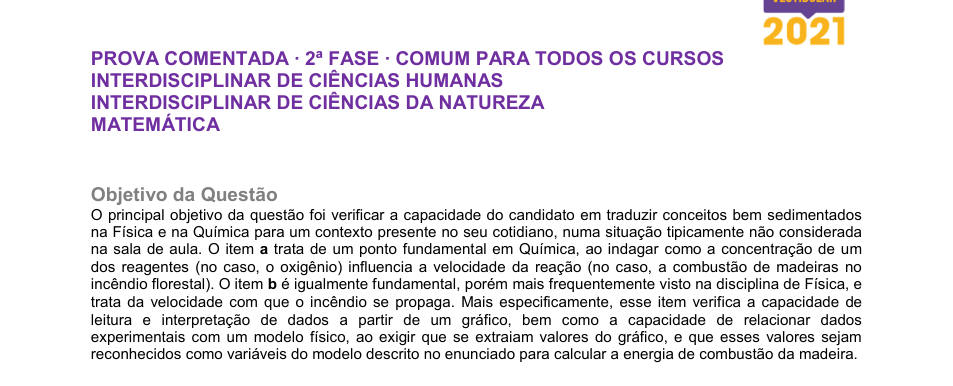 VESTIBULAR
2021
PROVA COMENTADA · 2ª FASE · COMUM PARA TODOS OS CURSOS
INTERDISCIPLINAR DE CIÊNCIAS HUMANAS
INTERDISCIPLINAR DE CIÊNCIAS DA NATUREZA
MATEMÁTICA
Objetivo da Questão
O principal objetivo da questão foi verificar a capacidade do candidato em traduzir conceitos bem sedimentados
na Física e na Química para um contexto presente no seu cotidiano, numa situação tipicamente não considerada
na sala de aula. O item a trata de um ponto fundamental em Química, ao indagar como a concentração de um
dos reagentes (no caso, o oxigênio) influencia a velocidade da reação (no caso, a combustão de madeiras no
incêndio florestal). O item b é igualmente fundamental, porém mais frequentemente visto na disciplina de Física, e
trata da velocidade com que o incêndio se propaga. Mais especificamente, esse item verifica a capacidade de
leitura e interpretação de dados a partir de um gráfico, bem como a capacidade de relacionar dados
experimentais com um modelo físico, ao exigir que se extraiam valores do gráfico, e que esses valores sejam
reconhecidos como variáveis do modelo descrito no enunciado para calcular a energia de combustão da madeira.